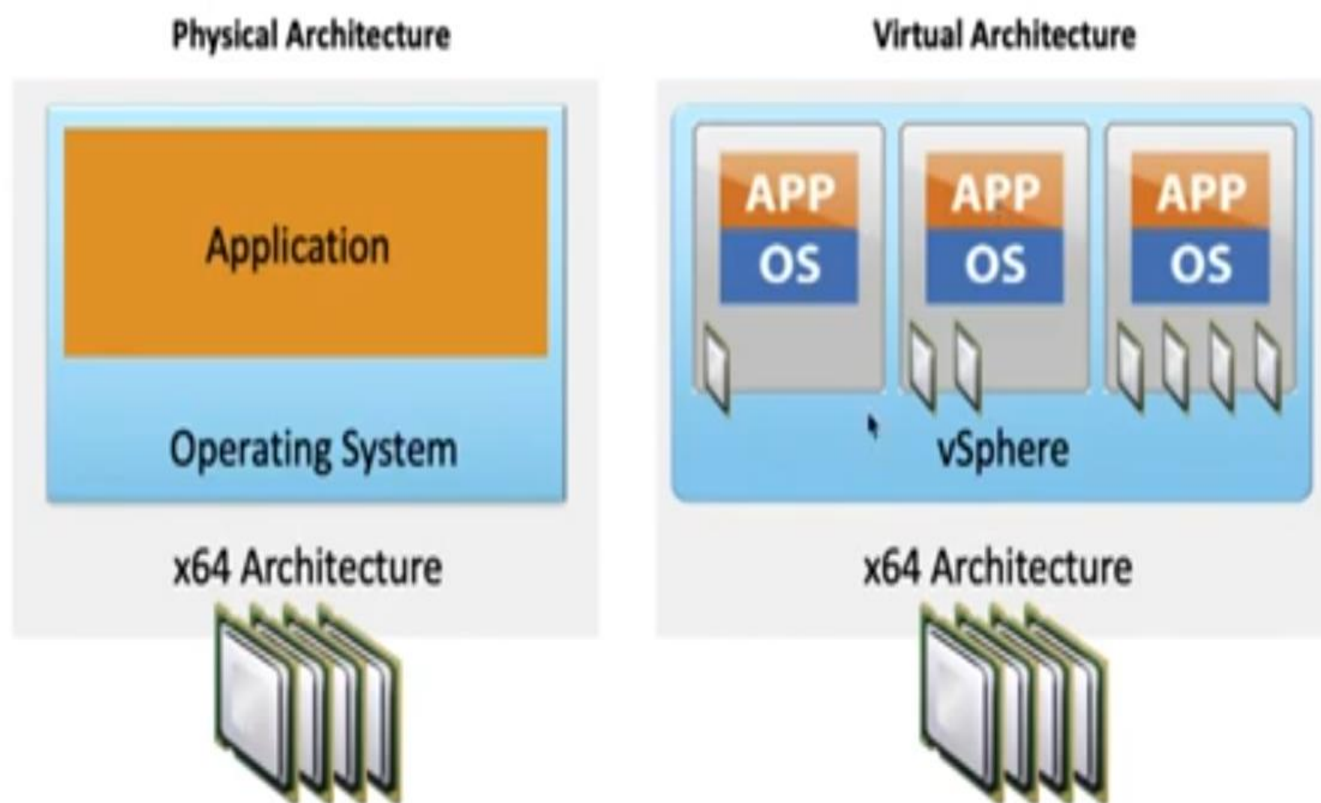 Physical Architecture
Application
Operating System
x64 Architecture
Virtual Architecture
APP
OS
APP
OS
APP
OS
vSphere
x64 Architecture